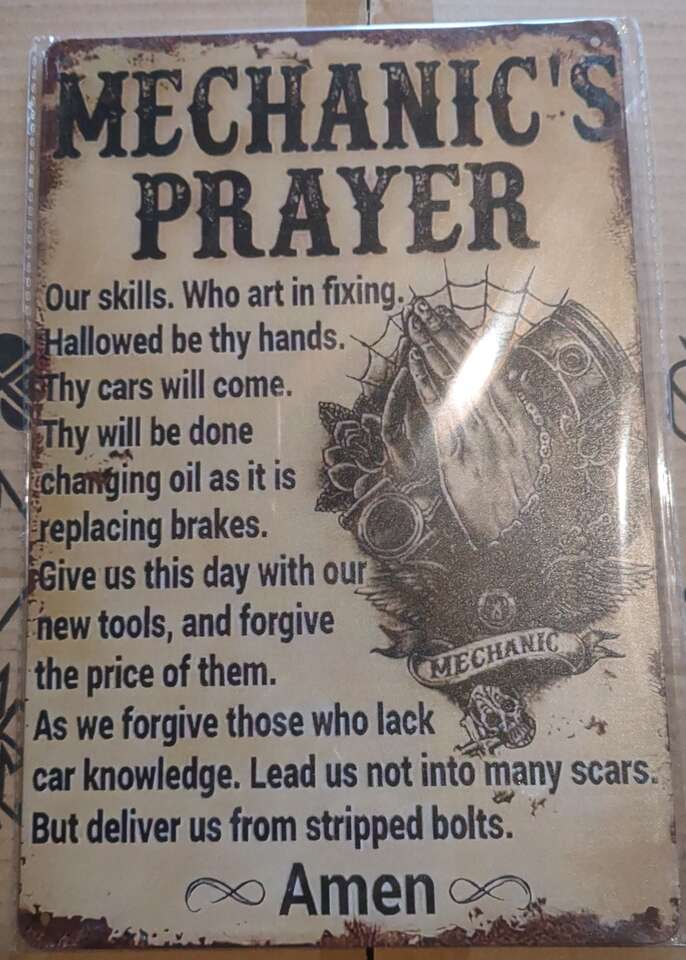 MECHANIC'S
PRAYER
Our skills. Who art in fixing.
Hallowed be thy hands.
Thy cars will come.
Thy will be done
changing oil as it is
replacing brakes.
Give us this day with our
new tools, and forgive
the price of them.
As we forgive those who lack
car knowledge. Lead us not into many scars.
But deliver us from stripped bolts.
Amen
MECHANIC